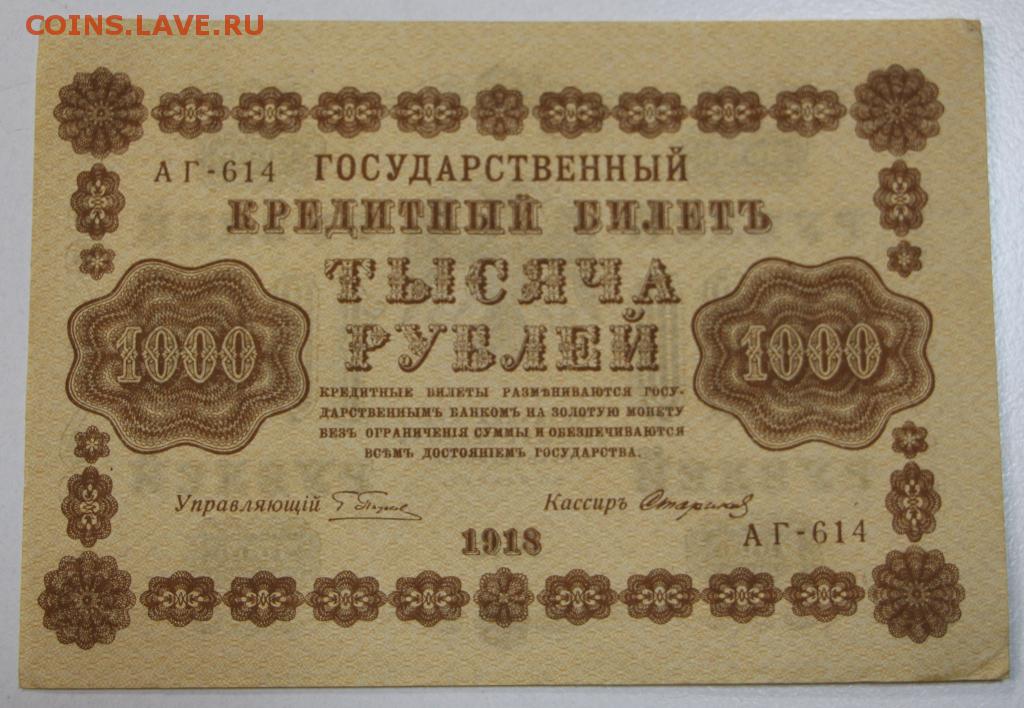 COINS.LAVE.RU
АГ-614 ГОСУДАРСТВЕННЫЙ
КРЕДИТНЫЙ БИЛЕТЪ
ТЫСЯЧА
РУБЛЕЙ
1000 1000
КРЕДИТНЫЕ БИЛЕТЫ РАЗМѢНИВАЮТСЯ ГОСУ-
ДАРСТВЕННЫМЪ БАНКОМЪ НА ЗОЛОТУЮ МОНЕТУ
БЕЗЪ ОГРАНИЧЕНІЯ СУММЫ И ОБЕЗПЕЧИВАЮТСЯ
ВСѢМЪ ДОСТОЯНІЕМЪ ГОСУДАРСТВА.
Управляющій Кассиръ Стариков
1918 АГ-614